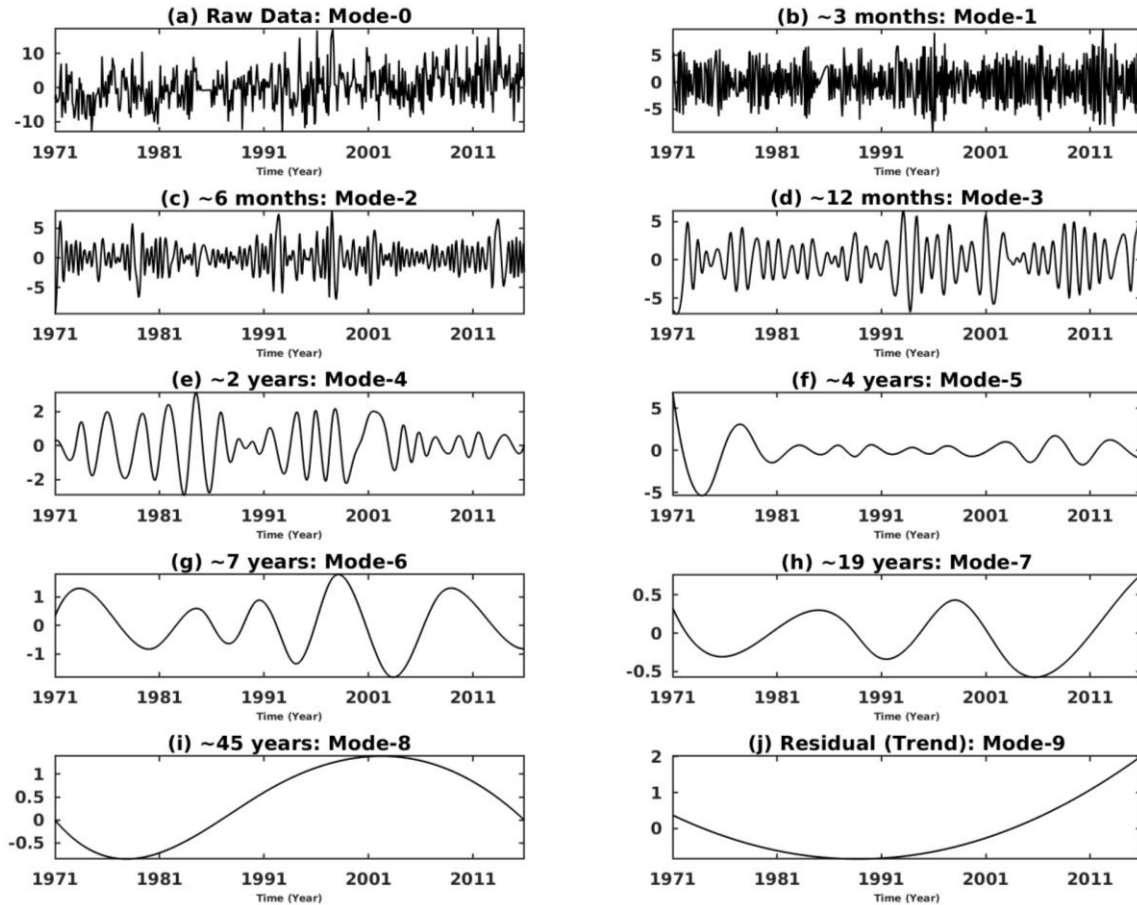 (a) Raw Data: Mode-0
10
0
-10
1971 1981 1991 2001 2011
Time (Year)
(b) ~3 months: Mode-1
5
0
-5
1971 1981 1991 2001 2011
Time (Year)
(c) ~6 months: Mode-2
5
0
-5
1971 1981 1991 2001 2011
Time (Year)
(d) ~12 months: Mode-3
5
0
-5
1971 1981 1991 2001 2011
Time (Year)
(e) ~2 years: Mode-4
2
0
-2
1971 1981 1991 2001 2011
Time (Year)
(f) ~4 years: Mode-5
5
0
-5
1971 1981 1991 2001 2011
Time (Year)
(g) ~7 years: Mode-6
1
0
-1
1971 1981 1991 2001 2011
Time (Year)
(h) ~19 years: Mode-7
0.5
0
-0.5
1971 1981 1991 2001 2011
Time (Year)
(i) ~45 years: Mode-8
1
0.5
0
-0.5
1971 1981 1991 2001 2011
Time (Year)
(j) Residual (Trend): Mode-9
2
1
0
1971 1981 1991 2001 2011
Time (Year)